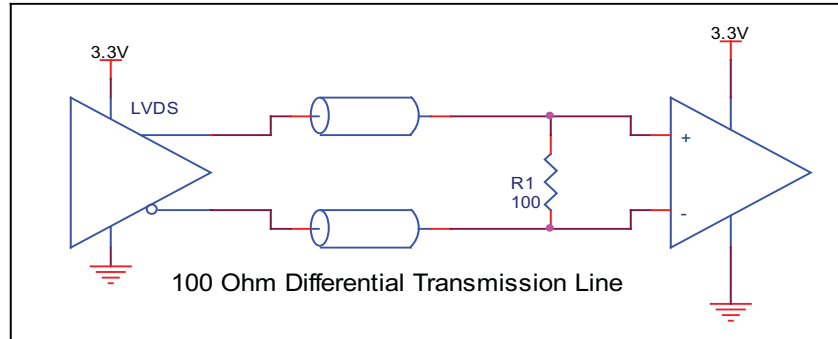 3.3V
3.3V
LVDS
+
R1
100
-
100 Ohm Differential Transmission Line